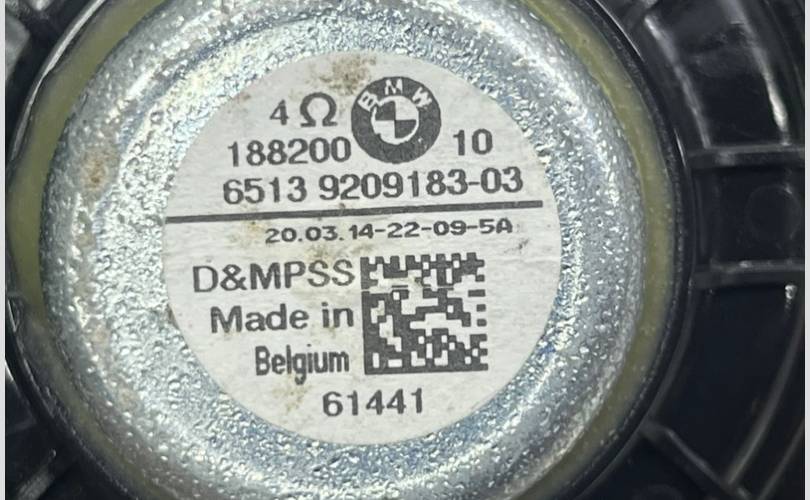 4Ω BMW
188200 10
6513 9209183-03
20.03.14-22-09-5A
D&MPSS
Made in
Belgium
61441